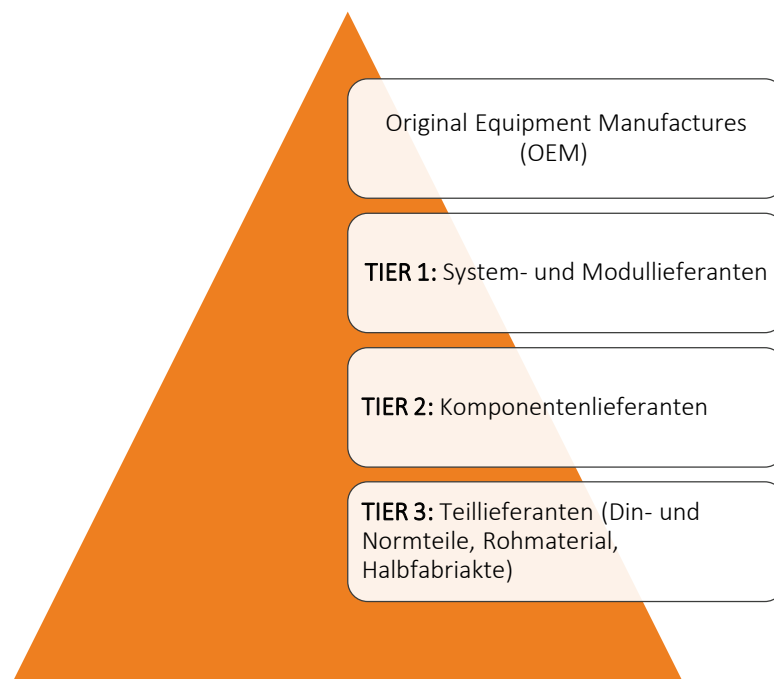 Original Equipment Manufactures
(OEM)
TIER 1: System- und Modullieferanten
TIER 2: Komponentenlieferanten
TIER 3: Teillieferanten (Din- und
Normteile, Rohmaterial,
Halbfabriakte)